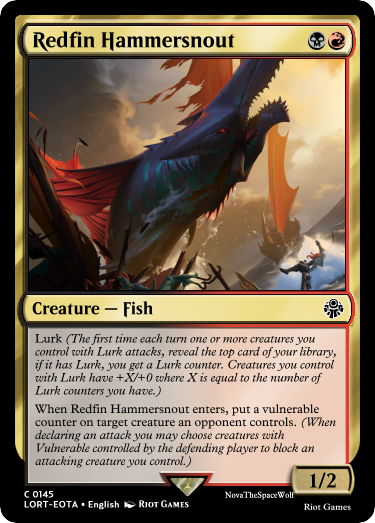 Redfin Hammersnout
Creature — Fish
Lurk (The first time each turn one or more creatures you
control with Lurk attacks, reveal the top card of your library,
if it has Lurk, you get a Lurk counter. Creatures you control
with Lurk have +X/+0 where X is equal to the number of
Lurk counters you have.)
When Redfin Hammersnout enters, put a vulnerable
counter on target creature an opponent controls. (When
declaring an attack you may choose creatures with
Vulnerable controlled by the defending player to block an
attacking creature you control.)
1/2
C 0145
LORT-EOTA • English Riot Games
NovaTheSpaceWolf
Riot Games